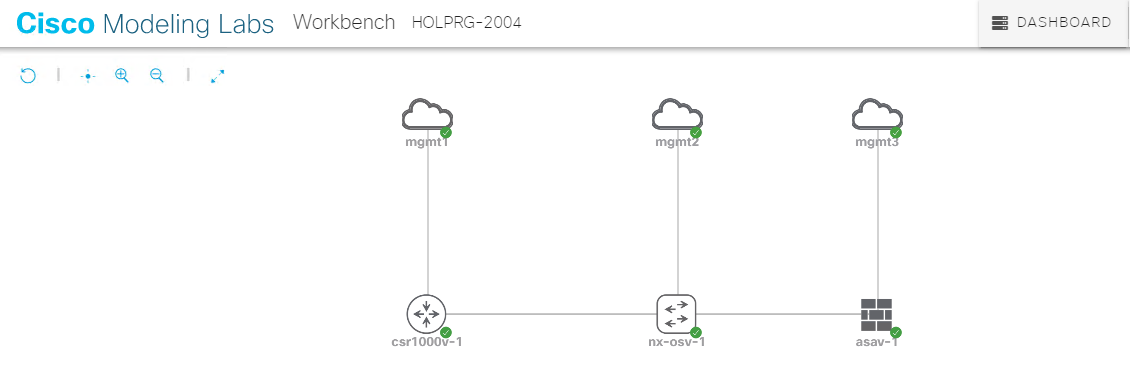 Cisco Modeling Labs Workbench HOLPRG-2004 DASHBOARD
mgmt1 mgmt2 mgmt3
csr1000v-1 nx-osv-1 asav-1